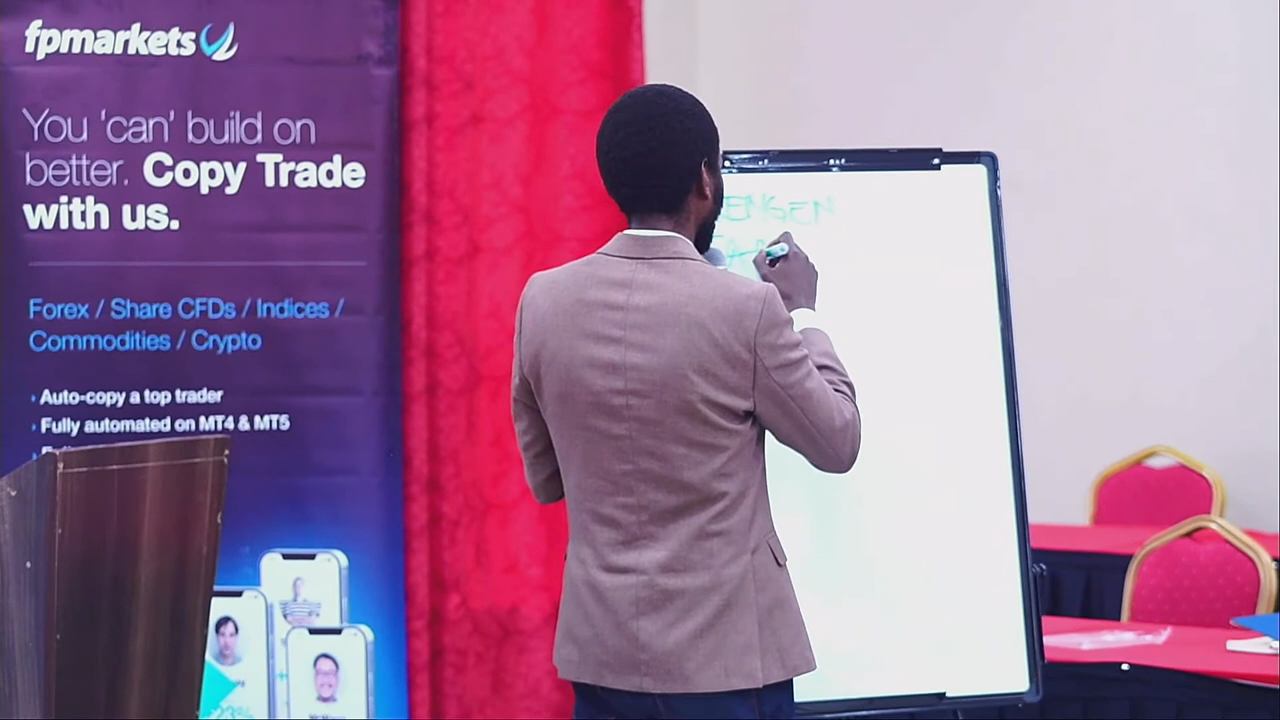 fpmarkets
You 'can' build on
better. Copy Trade
with us.
Forex / Share CFDs / Indices /
Commodities / Crypto
Auto-copy a top trader
Fully automated on MT4 & MT5